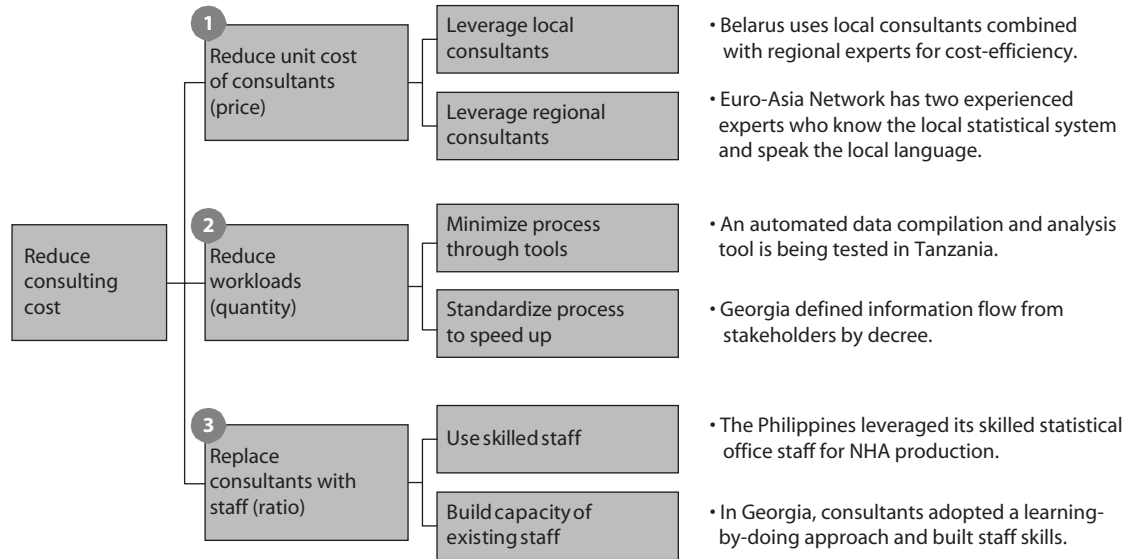 Reduce
consulting
cost
1
Reduce unit cost
of consultants
(price)
Leverage local
consultants
• Belarus uses local consultants combined
with regional experts for cost-efficiency.
Leverage regional
consultants
• Euro-Asia Network has two experienced
experts who know the local statistical system
and speak the local language.
2
Reduce
workloads
(quantity)
Minimize process
through tools
• An automated data compilation and analysis
tool is being tested in Tanzania.
Standardize process
to speed up
• Georgia defined information flow from
stakeholders by decree.
3
Replace
consultants with
staff (ratio)
Use skilled staff
• The Philippines leveraged its skilled statistical
office staff for NHA production.
Build capacity of
existing staff
• In Georgia, consultants adopted a learning-
by-doing approach and built staff skills.